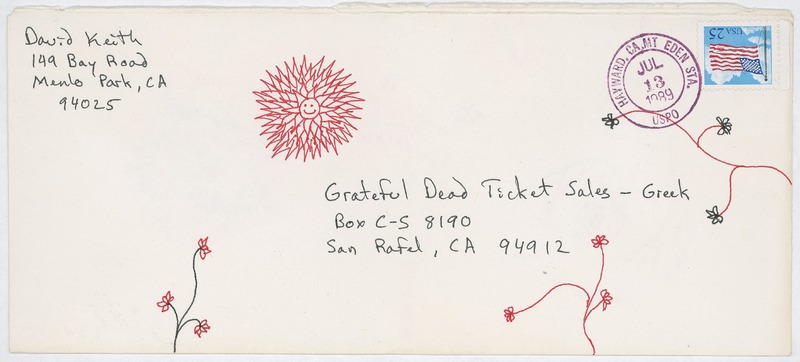 David Keith
149 Bay Road
Menlo Park, CA
94025
HAYWARD, CA. MT EDEN STA.
JUL
13
1989
USPO
USA 25
Grateful Dead Ticket Sales – Greek
Box C-S 8190
San Rafel, CA 94912